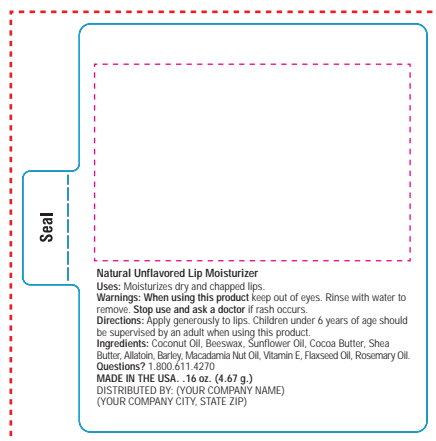 Seal
Natural Unflavored Lip Moisturizer
Uses: Moisturizes dry and chapped lips.
Warnings: When using this product keep out of eyes. Rinse with water to
remove. Stop use and ask a doctor if rash occurs.
Directions: Apply generously to lips. Children under 6 years of age should
be supervised by an adult when using this product.
Ingredients: Coconut Oil, Beeswax, Sunflower Oil, Cocoa Butter, Shea
Butter, Allatoin, Barley, Macadamia Nut Oil, Vitamin E, Flaxseed Oil, Rosemary Oil.
Questions? 1.800.611.4270
MADE IN THE USA. .16 oz. (4.67 g.)
DISTRIBUTED BY: (YOUR COMPANY NAME)
(YOUR COMPANY CITY, STATE ZIP)